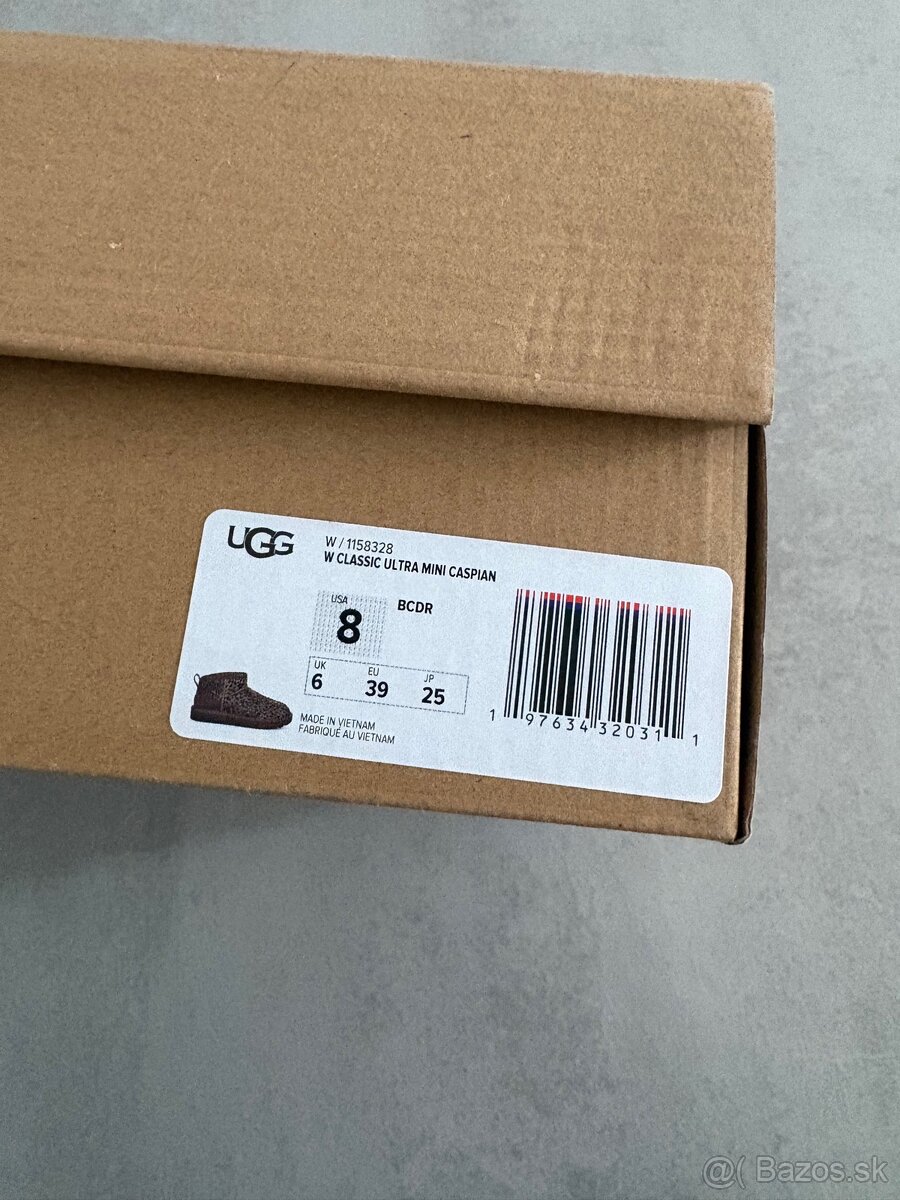 UGG
W / 1158328
W CLASSIC ULTRA MINI CASPIAN
USA
8
BCDR
UK
6
EU
39
JP
25
MADE IN VIETNAM
FABRIQUÉ AU VIETNAM
1 97634 32031 1
@( Bazos.sk